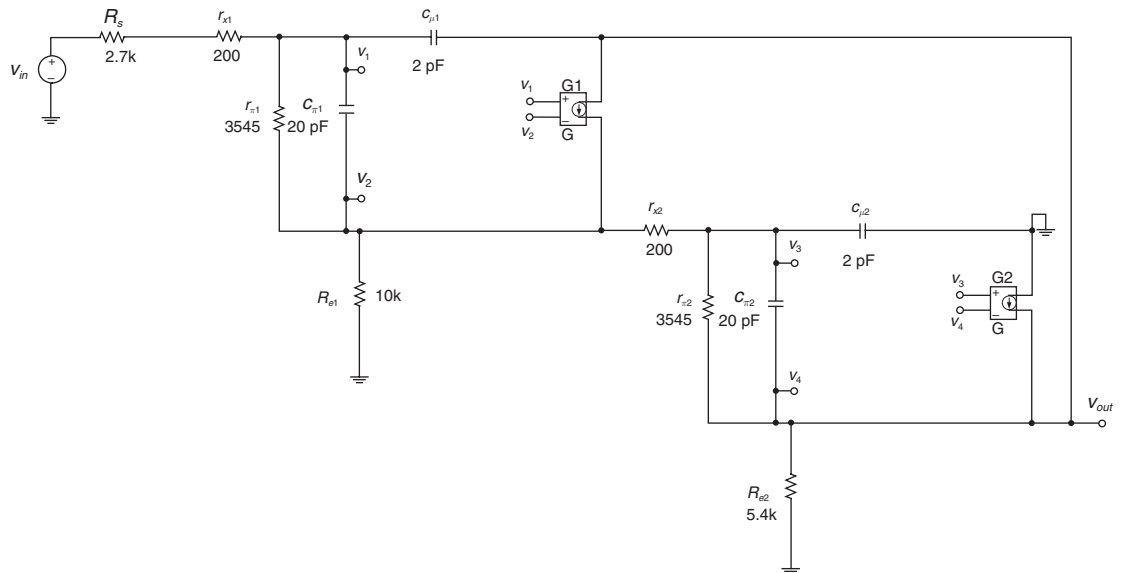 R_s
2.7k
r_x1
200
c_μ1
2 pF
v_in
+
–
v_1
r_π1
3545
C_π1
20 pF
v_2
v_1
v_2
G1
+
–
G
R_e1
10k
r_x2
200
c_μ2
2 pF
v_3
r_π2
3545
C_π2
20 pF
v_4
v_3
v_4
G2
+
–
G
v_out
R_e2
5.4k